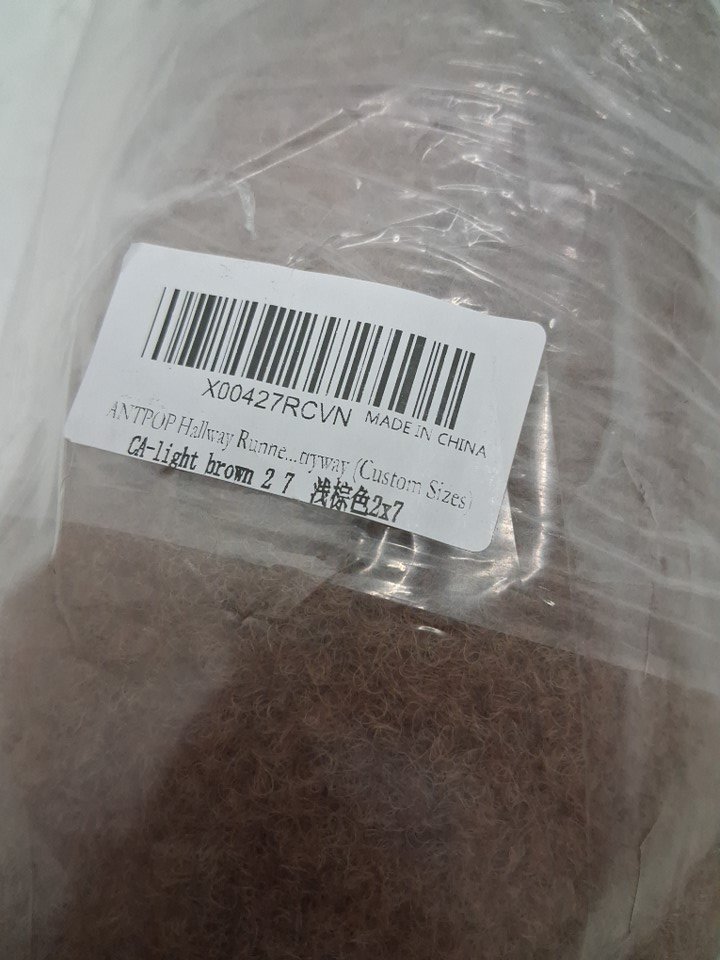 X00427RCVN MADE IN CHINA
ANTPOP Hallway Runne...tryway (Custom Sizes)
CA-light brown 2 7 浅棕色2x7